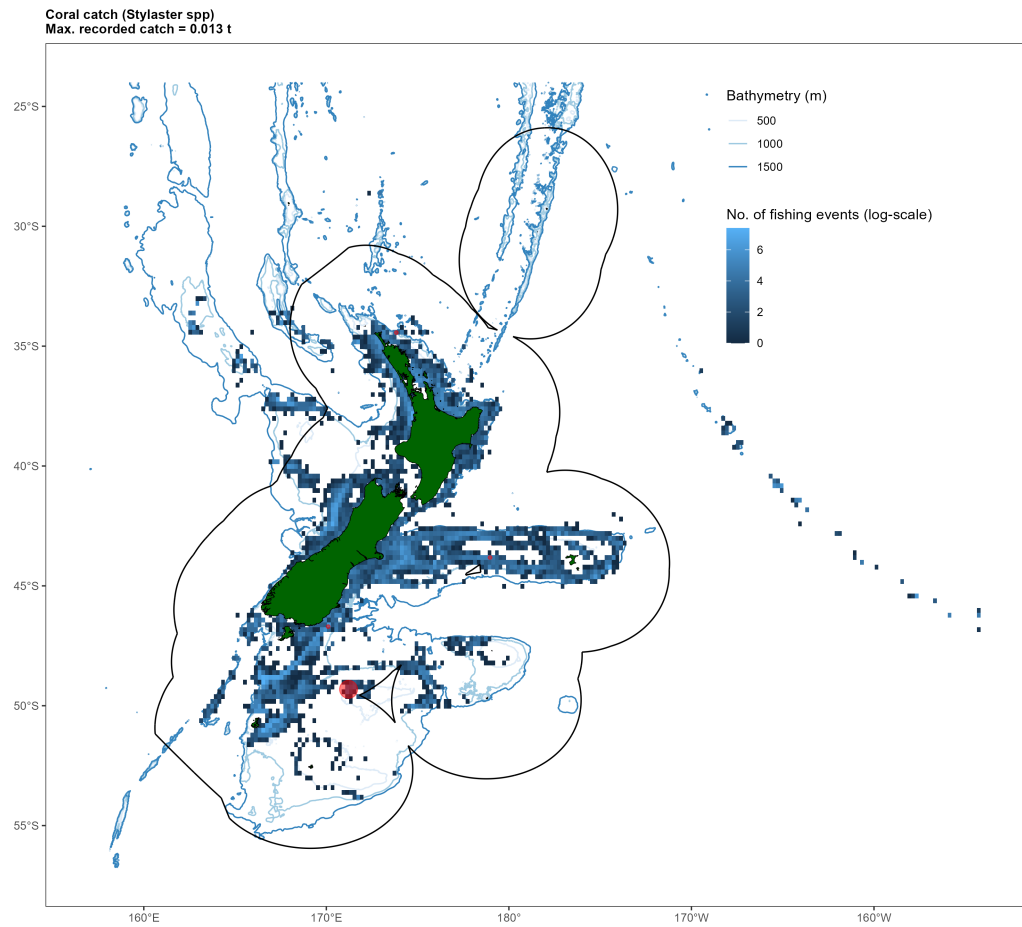 Coral catch (Stylaster spp)
Max. recorded catch = 0.013 t
25°S
30°S
35°S
40°S
45°S
50°S
55°S
160°E
170°E
180°
170°W
160°W
Bathymetry (m)
500
1000
1500
No. of fishing events (log-scale)
6
4
2
0